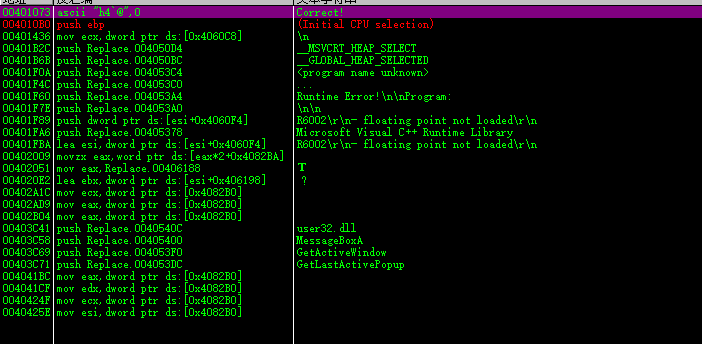 00401073 ascii "h4`@",0 Correct!
004010B0 push ebp (Initial CPU selection)
00401436 mov ecx,dword ptr ds:[0x4060C8] \n
00401B2C push Replace.004050D4 __MSVCRT_HEAP_SELECT
00401B6B push Replace.004050BC __GLOBAL_HEAP_SELECTED
00401F0A push Replace.004053C4 <program name unknown>
00401F4C push Replace.004053C0 ...
00401F60 push Replace.004053A4 Runtime Error!\n\nProgram:
00401F7E push Replace.004053A0 \n\n
00401F89 push dword ptr ds:[esi+0x4060F4] R6002\r\n- floating point not loaded\r\n
00401FA6 push Replace.00405378 Microsoft Visual C++ Runtime Library
00401FBA lea esi,dword ptr ds:[esi+0x4060F4] R6002\r\n- floating point not loaded\r\n
00402009 movzx eax,word ptr ds:[eax*2+0x4082BA]
00402051 mov eax,Replace.00406188 T
004020E2 lea ebx,dword ptr ds:[esi+0x406198] ?
00402A1C mov ecx,dword ptr ds:[0x4082B0]
00402AD9 mov eax,dword ptr ds:[0x4082B0]
00402B04 mov eax,dword ptr ds:[0x4082B0]
00403C41 push Replace.0040540C user32.dll
00403C58 push Replace.00405400 MessageBoxA
00403C69 push Replace.004053F0 GetActiveWindow
00403C71 push Replace.004053DC GetLastActivePopup
004041BC mov eax,dword ptr ds:[0x4082B0]
004041CF mov edx,dword ptr ds:[0x4082B0]
0040424F mov ecx,dword ptr ds:[0x4082B0]
0040425E mov esi,dword ptr ds:[0x4082B0]